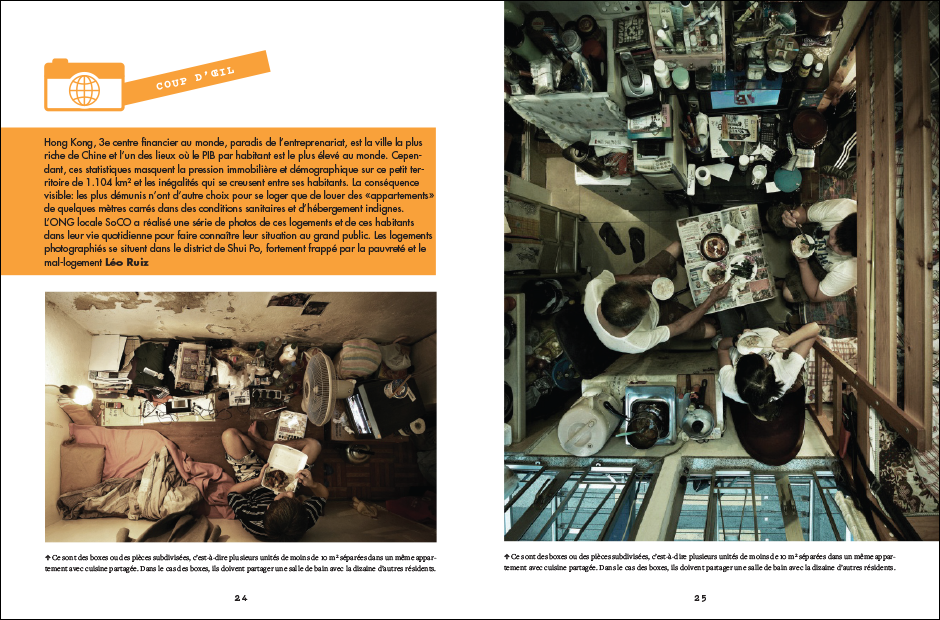 COUP D'ŒIL
Hong Kong, 3e centre financier au monde, paradis de l'entreprenariat, est la ville la plus
riche de Chine et l'un des lieux où le PIB par habitant est le plus élevé au monde. Cepen-
dant, ces statistiques masquent la pression immobilière et démographique sur ce petit ter-
ritoire de 1.104 km² et les inégalités qui se creusent entre ses habitants. La conséquence
visible: les plus démunis n'ont d'autre choix pour se loger que de louer des «appartements»
de quelques mètres carrés dans des conditions sanitaires et d'hébergement indignes.
L'ONG locale SoCO a réalisé une série de photos de ces logements et de ces habitants
dans leur vie quotidienne pour faire connaître leur situation au grand public. Les logements
photographiés se situent dans le district de Shui Po, fortement frappé par la pauvreté et le
mal-logement Léo Ruiz
↑ Ce sont des boxes ou des pièces subdivisées, c'est-à-dire plusieurs unités de moins de 10 m² séparées dans un même appar-
tement avec cuisine partagée. Dans le cas des boxes, ils doivent partager une salle de bain avec la dizaine d'autres résidents.
24
↑ Ce sont des boxes ou des pièces subdivisées, c'est-à-dire plusieurs unités de moins de 10 m² séparées dans un même appar-
tement avec cuisine partagée. Dans le cas des boxes, ils doivent partager une salle de bain avec la dizaine d'autres résidents.
25